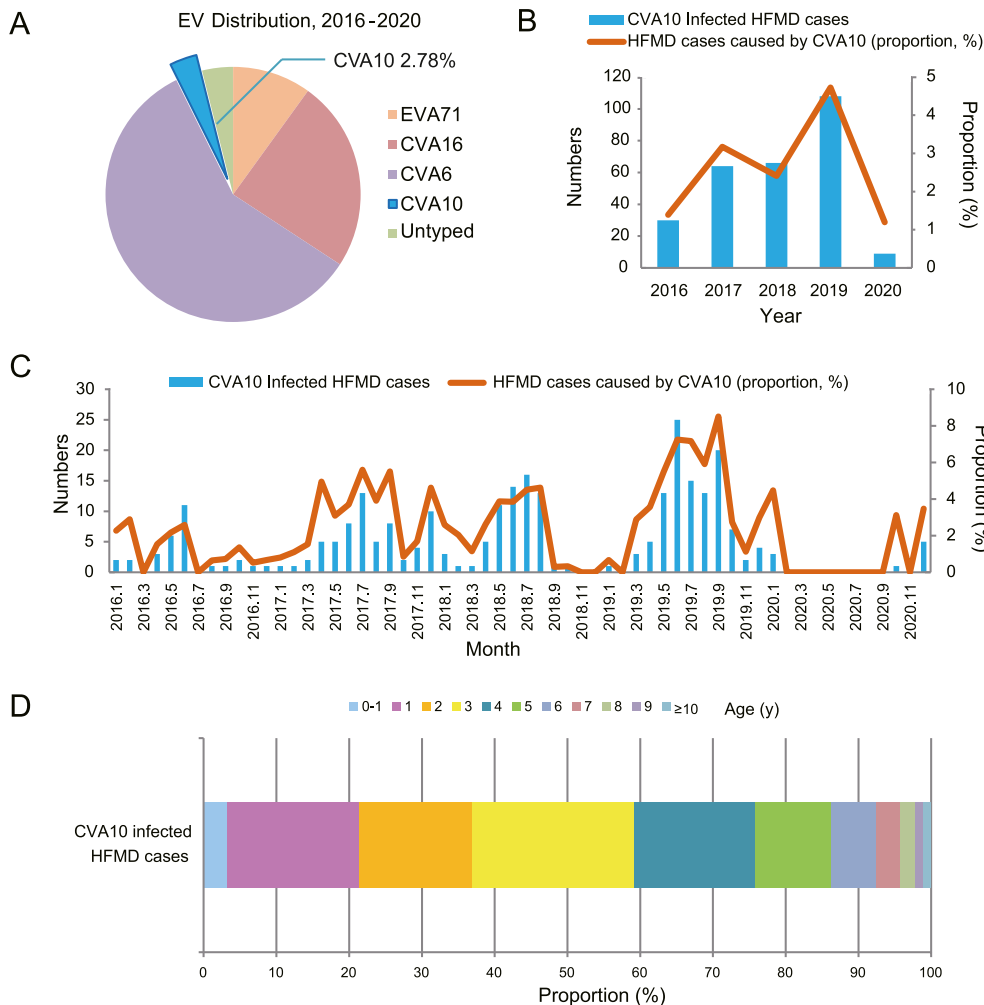 A
EV Distribution, 2016-2020
CVA10 2.78%
EVA71
CVA16
CVA6
CVA10
Untyped
B
CVA10 Infected HFMD cases
HFMD cases caused by CVA10 (proportion, %)
Numbers
120
100
80
60
40
20
0
5
4
3
2
1
0
Proportion (%)
2016 2017 2018 2019 2020
Year
C
CVA10 Infected HFMD cases
HFMD cases caused by CVA10 (proportion, %)
Numbers
30
25
20
15
10
5
0
10
8
6
4
2
0
Proportion (%)
2016.1 2016.3 2016.5 2016.7 2016.9 2016.11 2017.1 2017.3 2017.5 2017.7 2017.9 2017.11 2018.1 2018.3 2018.5 2018.7 2018.9 2018.11 2019.1 2019.3 2019.5 2019.7 2019.9 2019.11 2020.1 2020.3 2020.5 2020.7 2020.9 2020.11
Month
D
0-1 1 2 3 4 5 6 7 8 9 ≥10 Age (y)
CVA10 infected
HFMD cases
0 10 20 30 40 50 60 70 80 90 100
Proportion (%)